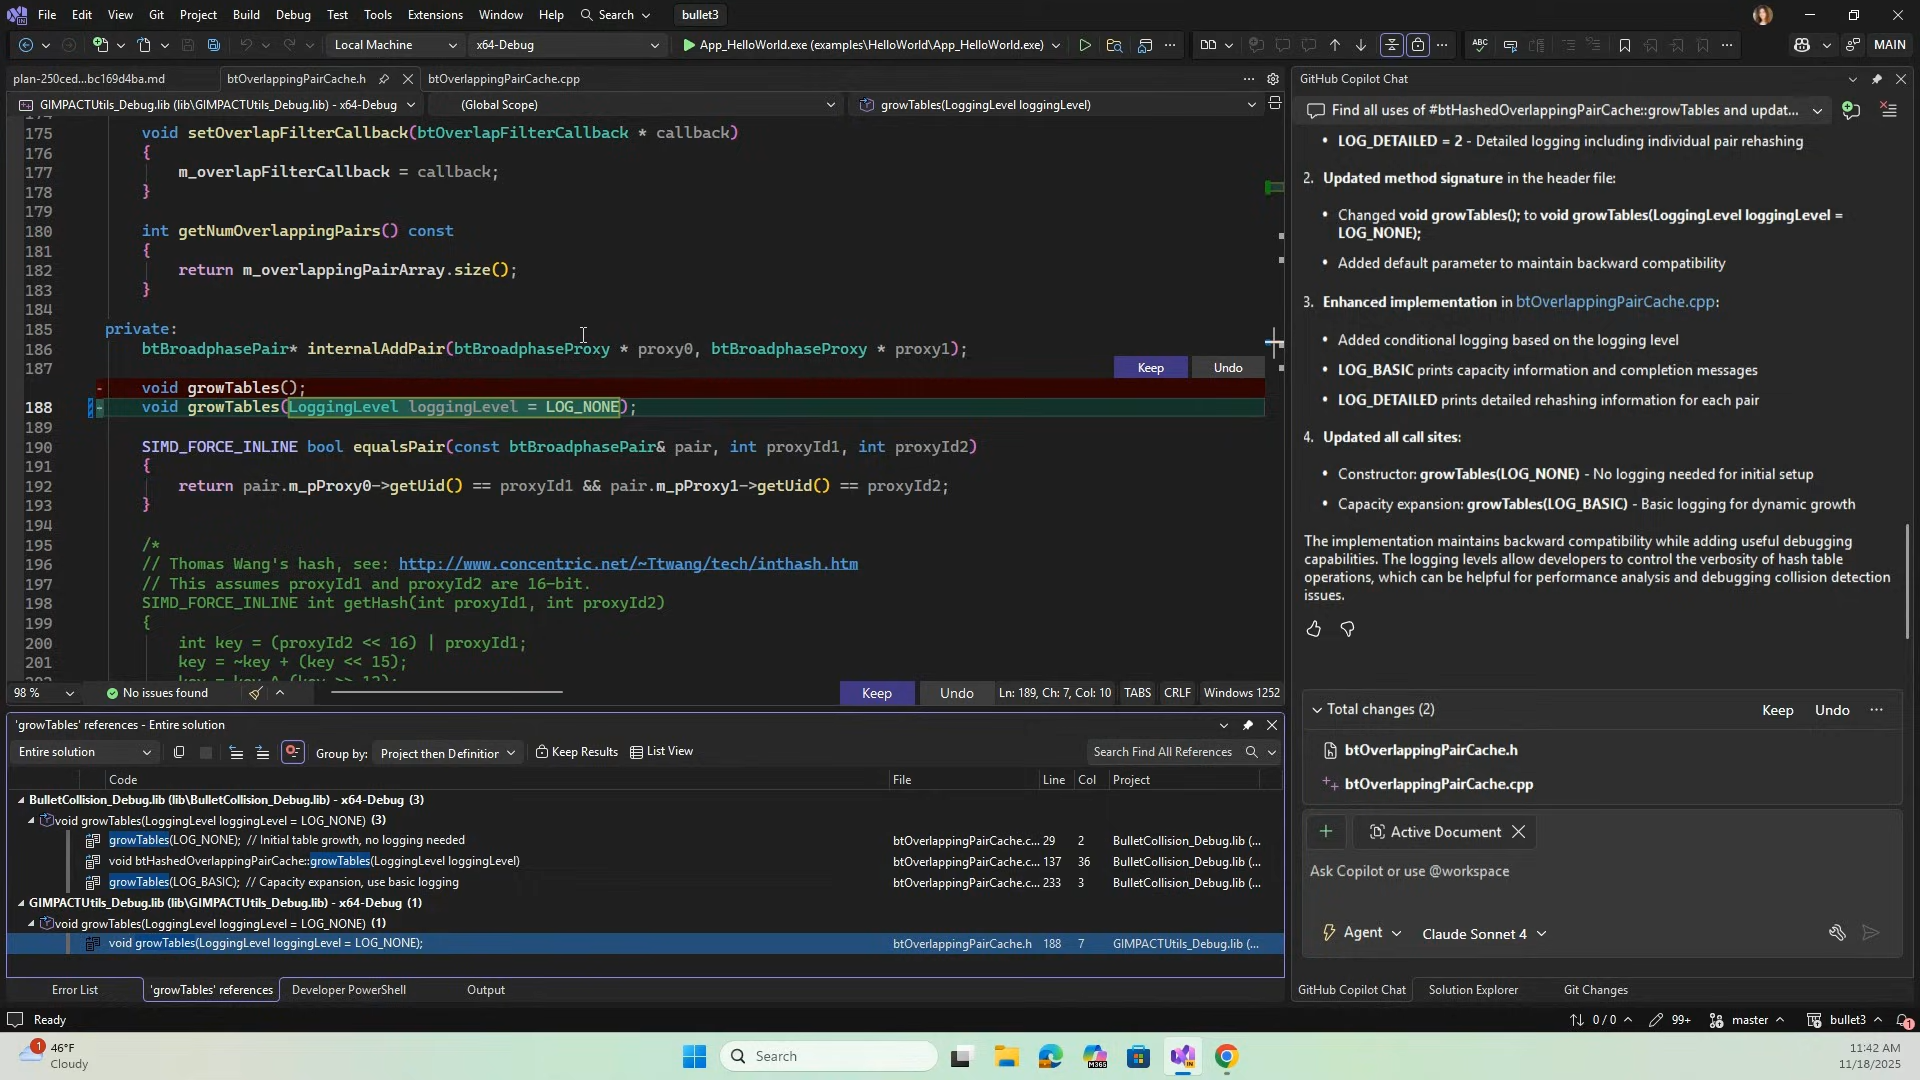 File Edit View Git Project Build Debug Test Tools Extensions Window Help Search bullet3
Local Machine x64-Debug App_HelloWorld.exe (examples\HelloWorld\App_HelloWorld.exe) MAIN
plan-250ced...bc169d4ba.md btOverlappingPairCache.h btOverlappingPairCache.cpp
GIMPACTUtils_Debug.lib (lib\GIMPACTUtils_Debug.lib) - x64-Debug (Global Scope) growTables(LoggingLevel loggingLevel)
175 void setOverlapFilterCallback(btOverlapFilterCallback * callback)
176 {
177 m_overlapFilterCallback = callback;
178 }
179
180 int getNumOverlappingPairs() const
181 {
182 return m_overlappingPairArray.size();
183 }
184
185 private:
186 btBroadphasePair* internalAddPair(btBroadphaseProxy * proxy0, btBroadphaseProxy * proxy1);
187
Keep Undo
- void growTables();
188 void growTables(LoggingLevel loggingLevel = LOG_NONE);
189
190 SIMD_FORCE_INLINE bool equalsPair(const btBroadphasePair& pair, int proxyId1, int proxyId2)
191 {
192 return pair.m_pProxy0->getUid() == proxyId1 && pair.m_pProxy1->getUid() == proxyId2;
193 }
194
195 /*
196 // Thomas Wang's hash, see: http://www.concentric.net/~Ttwang/tech/inthash.htm
197 // This assumes proxyId1 and proxyId2 are 16-bit.
198 SIMD_FORCE_INLINE int getHash(int proxyId1, int proxyId2)
199 {
200 int key = (proxyId2 << 16) | proxyId1;
201 key = ~key + (key << 15);
98 % No issues found Keep Undo Ln: 189, Ch: 7, Col: 10 TABS CRLF Windows 1252
'growTables' references - Entire solution
Entire solution Group by: Project then Definition Keep Results List View Search Find All References
Code File Line Col Project
BulletCollision_Debug.lib (lib\BulletCollision_Debug.lib) - x64-Debug (3)
void growTables(LoggingLevel loggingLevel = LOG_NONE) (3)
growTables(LOG_NONE); // Initial table growth, no logging needed btOverlappingPairCache.c... 29 2 BulletCollision_Debug.lib (...
void btHashedOverlappingPairCache::growTables(LoggingLevel loggingLevel) btOverlappingPairCache.c... 137 36 BulletCollision_Debug.lib (...
growTables(LOG_BASIC); // Capacity expansion, use basic logging btOverlappingPairCache.c... 233 3 BulletCollision_Debug.lib (...
GIMPACTUtils_Debug.lib (lib\GIMPACTUtils_Debug.lib) - x64-Debug (1)
void growTables(LoggingLevel loggingLevel = LOG_NONE) (1)
void growTables(LoggingLevel loggingLevel = LOG_NONE); btOverlappingPairCache.h 188 7 GIMPACTUtils_Debug.lib (...
Error List 'growTables' references Developer PowerShell Output
GitHub Copilot Chat
Find all uses of #btHashedOverlappingPairCache::growTables and updat...
• LOG_DETAILED = 2 - Detailed logging including individual pair rehashing
2. Updated method signature in the header file:
• Changed void growTables(); to void growTables(LoggingLevel loggingLevel =
LOG_NONE);
• Added default parameter to maintain backward compatibility
3. Enhanced implementation in btOverlappingPairCache.cpp:
• Added conditional logging based on the logging level
• LOG_BASIC prints capacity information and completion messages
• LOG_DETAILED prints detailed rehashing information for each pair
4. Updated all call sites:
• Constructor: growTables(LOG_NONE) - No logging needed for initial setup
• Capacity expansion: growTables(LOG_BASIC) - Basic logging for dynamic growth
The implementation maintains backward compatibility while adding useful debugging
capabilities. The logging levels allow developers to control the verbosity of hash table
operations, which can be helpful for performance analysis and debugging collision detection
issues.
Total changes (2) Keep Undo
btOverlappingPairCache.h
btOverlappingPairCache.cpp
Active Document
Ask Copilot or use @workspace
Agent Claude Sonnet 4
GitHub Copilot Chat Solution Explorer Git Changes
Ready 0 / 0 99+ master bullet3 1
1 46°F
Cloudy
Search M365
11:42 AM
11/18/2025